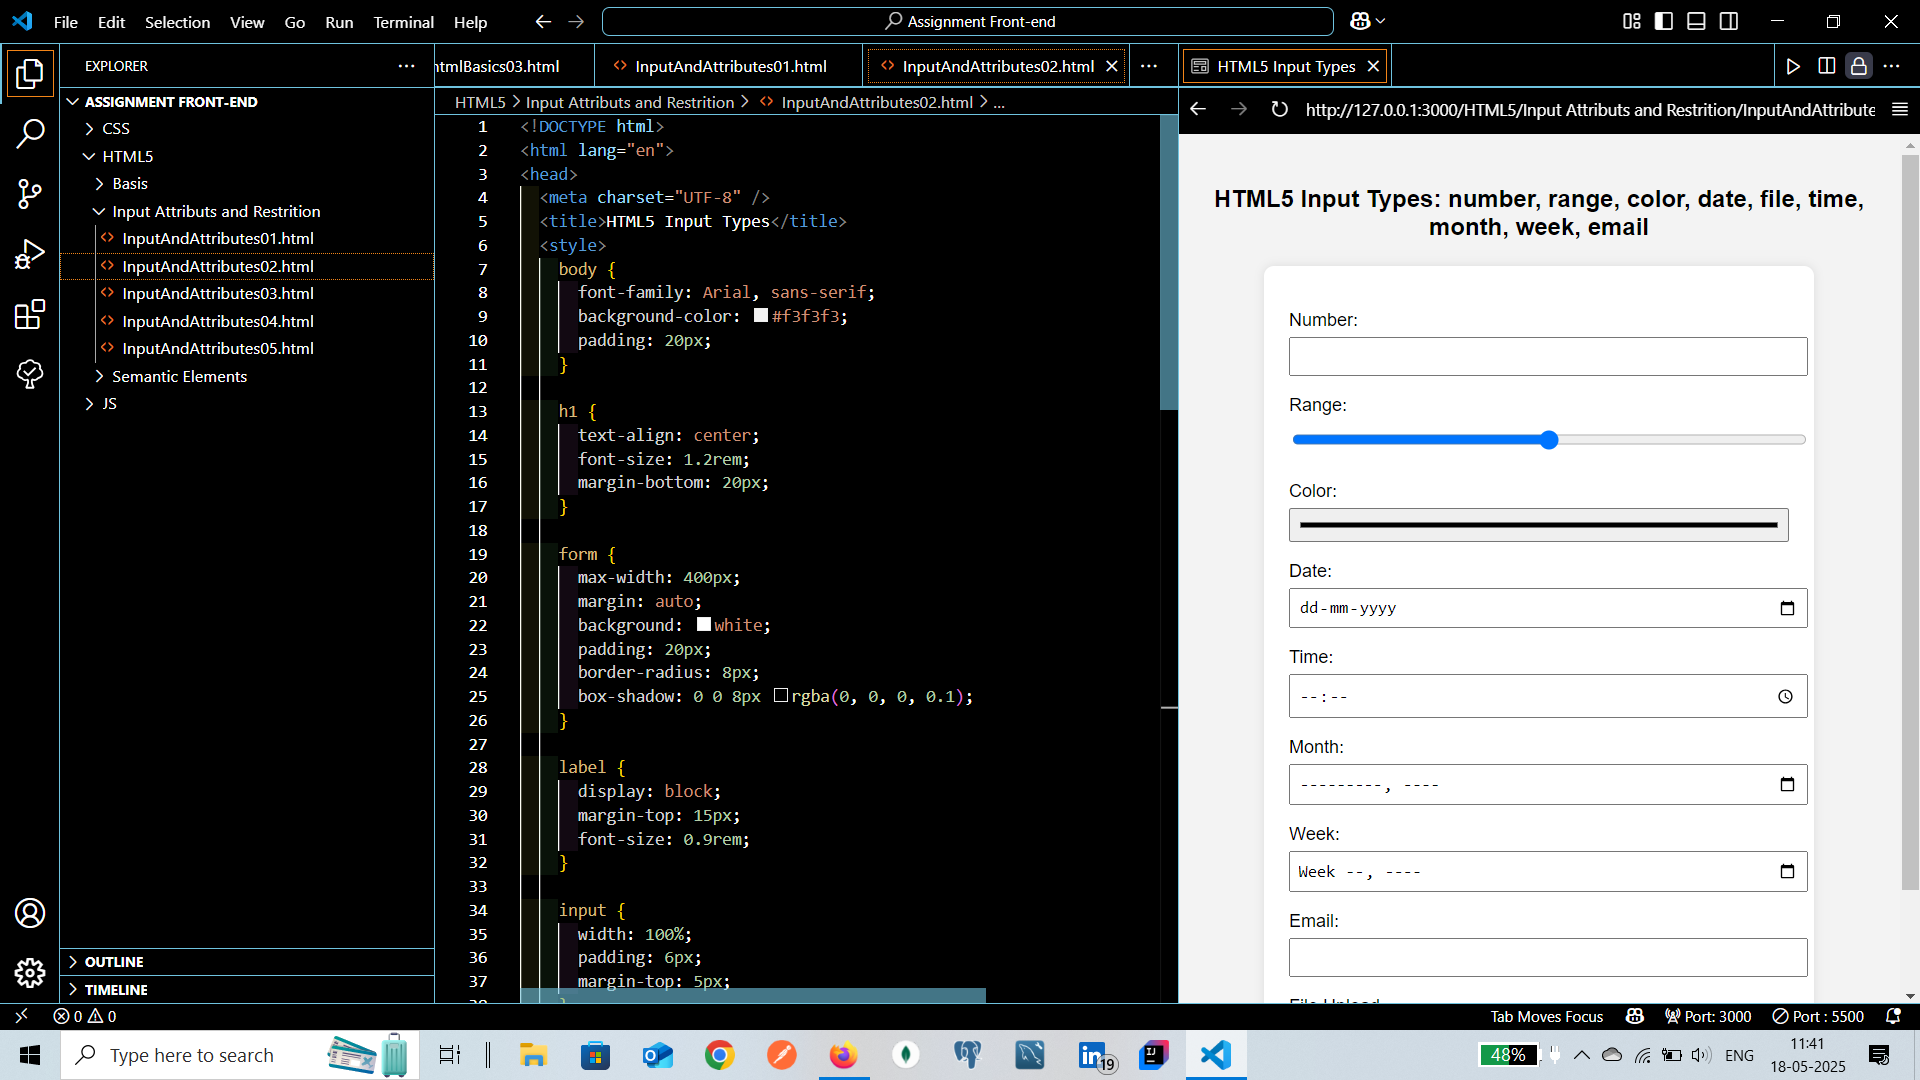 File Edit Selection View Go Run Terminal Help
Assignment Front-end
EXPLORER
ASSIGNMENT FRONT-END
CSS
HTML5
Basis
Input Attributs and Restrition
InputAndAttributes01.html
InputAndAttributes02.html
InputAndAttributes03.html
InputAndAttributes04.html
InputAndAttributes05.html
Semantic Elements
JS
OUTLINE
TIMELINE
htmlBasics03.html InputAndAttributes01.html InputAndAttributes02.html
HTML5 > Input Attributs and Restrition > InputAndAttributes02.html > ...
1 <!DOCTYPE html>
2 <html lang="en">
3 <head>
4 <meta charset="UTF-8" />
5 <title>HTML5 Input Types</title>
6 <style>
7 body {
8 font-family: Arial, sans-serif;
9 background-color: #f3f3f3;
10 padding: 20px;
11 }
12
13 h1 {
14 text-align: center;
15 font-size: 1.2rem;
16 margin-bottom: 20px;
17 }
18
19 form {
20 max-width: 400px;
21 margin: auto;
22 background: white;
23 padding: 20px;
24 border-radius: 8px;
25 box-shadow: 0 0 8px rgba(0, 0, 0, 0.1);
26 }
27
28 label {
29 display: block;
30 margin-top: 15px;
31 font-size: 0.9rem;
32 }
33
34 input {
35 width: 100%;
36 padding: 6px;
37 margin-top: 5px;
38 }
HTML5 Input Types
http://127.0.0.1:3000/HTML5/Input Attributs and Restrition/InputAndAttribute
HTML5 Input Types: number, range, color, date, file, time,
month, week, email
Number:
Range:
Color:
Date:
dd-mm-yyyy
Time:
--:--
Month:
---------, ----
Week:
Week --, ----
Email:
File Upload
0 0
Tab Moves Focus Port: 3000 Port : 5500
Type here to search
19
48%
ENG
11:41
18-05-2025